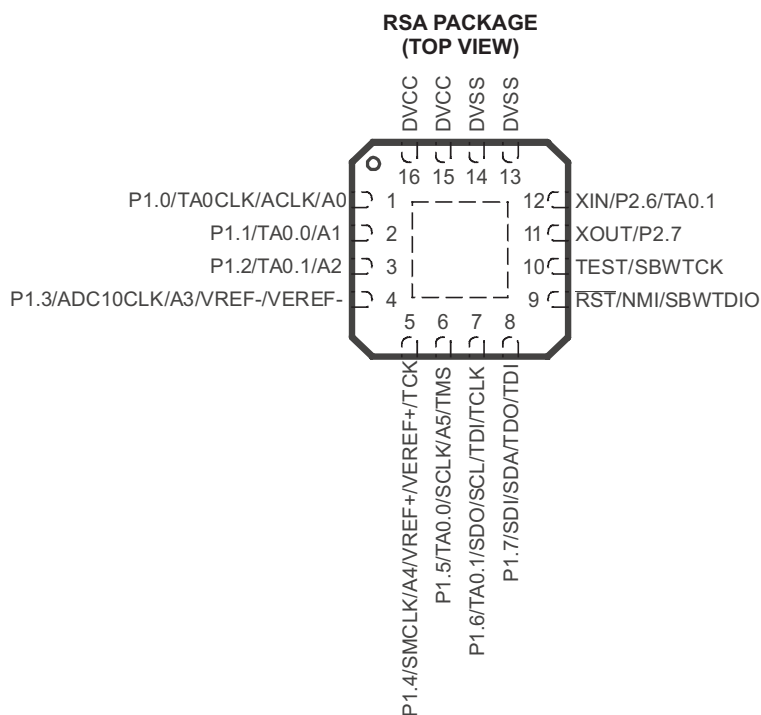 RSA PACKAGE
(TOP VIEW)
DVCC
DVCC
DVSS
DVSS
16
15
14
13
P1.0/TA0CLK/ACLK/A0
1
12
XIN/P2.6/TA0.1
P1.1/TA0.0/A1
2
11
XOUT/P2.7
P1.2/TA0.1/A2
3
10
TEST/SBWTCK
P1.3/ADC10CLK/A3/VREF-/VEREF-
4
9
RST/NMI/SBWTDIO
5
6
7
8
P1.4/SMCLK/A4/VREF+/VEREF+/TCK
P1.5/TA0.0/SCLK/A5/TMS
P1.6/TA0.1/SDO/SCL/TDI/TCLK
P1.7/SDI/SDA/TDO/TDI